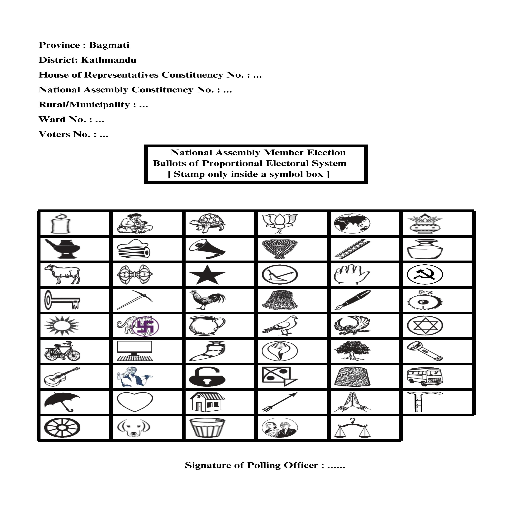 Province : Bagmati
District: Kathmandu
House of Representatives Constituency No. : ...
National Assembly Constituency No. : ...
Rural/Municipality : ...
Ward No. : ...
Voters No. : ...
National Assembly Member Election
Ballots of Proportional Electoral System
[ Stamp only inside a symbol box ]
Signature of Polling Officer : ......